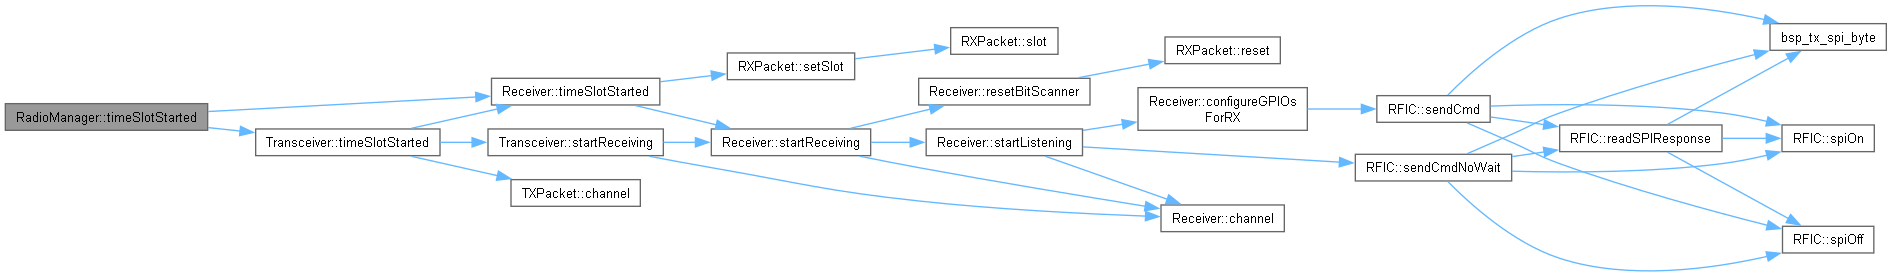 RadioManager::timeSlotStarted
Receiver::timeSlotStarted
Transceiver::timeSlotStarted
RXPacket::setSlot
RXPacket::slot
Transceiver::startReceiving
TXPacket::channel
Receiver::startReceiving
Receiver::resetBitScanner
RXPacket::reset
Receiver::startListening
Receiver::configureGPIOs
ForRX
Receiver::channel
RFIC::sendCmd
RFIC::sendCmdNoWait
RFIC::readSPIResponse
bsp_tx_spi_byte
RFIC::spiOn
RFIC::spiOff